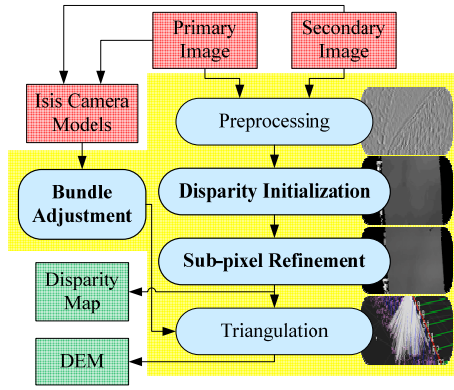 Primary
Image
Secondary
Image
Isis Camera
Models
Preprocessing
Bundle
Adjustment
Disparity Initialization
Sub-pixel Refinement
Disparity
Map
Triangulation
DEM